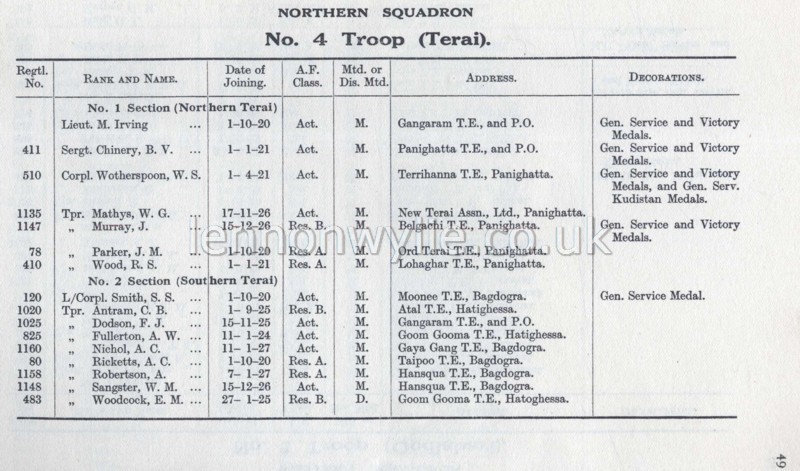 NORTHERN SQUADRON
No. 4 Troop (Terai).
Regtl. No. Rank and Name. Date of Joining. A.F. Class. Mtd. or Dis. Mtd. Address. Decorations.
No. 1 Section (Northern Terai)
Lieut. M. Irving ... 1-10-20 Act. M. Gangaram T.E., and P.O. Gen. Service and Victory
Medals.
411 Sergt. Chinery, B. V. ... 1- 1-21 Act. M. Panighatta T.E., and P.O. Gen. Service and Victory
Medals.
510 Corpl. Wotherspoon, W. S. 1- 4-21 Act. M. Terrihanna T.E., Panighatta. Gen. Service and Victory
Medals, and Gen. Serv.
Kudistan Medals.
1135 Tpr. Mathys, W. G. ... 17-11-26 Act. M. New Terai Assn., Ltd., Panighatta.
1147 „ Murray, J. ... 15-12-26 Res. B. M. Belgachi T.E., Panighatta. Gen. Service and Victory
Medals.
78 „ Parker, J. M. ... 1-10-20 Res. A. M. Ord Terai T.E., Panighatta.
410 „ Wood, R. S. ... 1- 1-21 Res. A. M. Lohaghar T.E., Panighatta.
lennonwylie.co.uk
No. 2 Section (Southern Terai)
120 L/Corpl. Smith, S. S. ... 1-10-20 Act. M. Moonee T.E., Bagdogra. Gen. Service Medal.
1020 Tpr. Antram, C. B. ... 1- 9-25 Res. B. M. Atal T.E., Hatighessa.
1025 „ Dodson, F. J. ... 15-11-25 Act. M. Gangaram T.E., and P.O.
825 „ Fullerton, A. W. ... 11- 1-24 Act. M. Goom Gooma T.E., Hatighessa.
1160 „ Nichol, A. C. ... 11- 1-27 Act. M. Gaya Gang T.E., Bagdogra.
80 „ Ricketts, A. C. ... 1-10-20 Res. A. M. Taipoo T.E., Bagdogra.
1158 „ Robertson, A. ... 7- 1-27 Res. A. M. Hansqua T.E., Bagdogra.
1148 „ Sangster, W. M. ... 15-12-26 Act. M. Hansqua T.E., Bagdogra.
483 „ Woodcock, E. M. ... 27- 1-25 Res. B. D. Goom Gooma T.E., Hatoghessa.
49